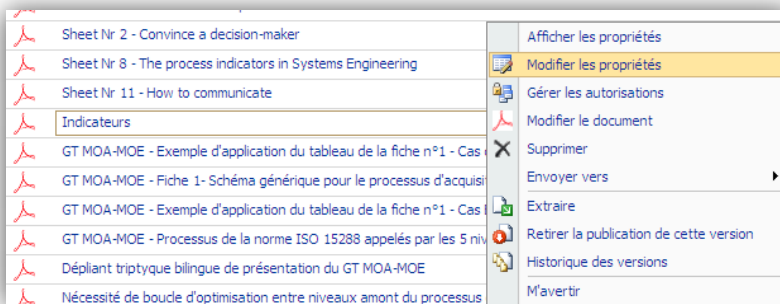 Sheet Nr 2 - Convince a decision-maker
Sheet Nr 8 - The process indicators in Systems Engineering
Sheet Nr 11 - How to communicate
Indicateurs
GT MOA-MOE - Exemple d'application du tableau de la fiche n°1 - Cas
GT MOA-MOE - Fiche 1- Schéma générique pour le processus d'acquisi
GT MOA-MOE - Exemple d'application du tableau de la fiche n°1 - Cas
GT MOA-MOE - Processus de la norme ISO 15288 appelés par les 5 niv
Dépliant triptyque bilingue de présentation du GT MOA-MOE
Nécessité de boucle d'optimisation entre niveaux amont du processus
Afficher les propriétés
Modifier les propriétés
Gérer les autorisations
Modifier le document
Supprimer
Envoyer vers
Extraire
Retirer la publication de cette version
Historique des versions
M'avertir